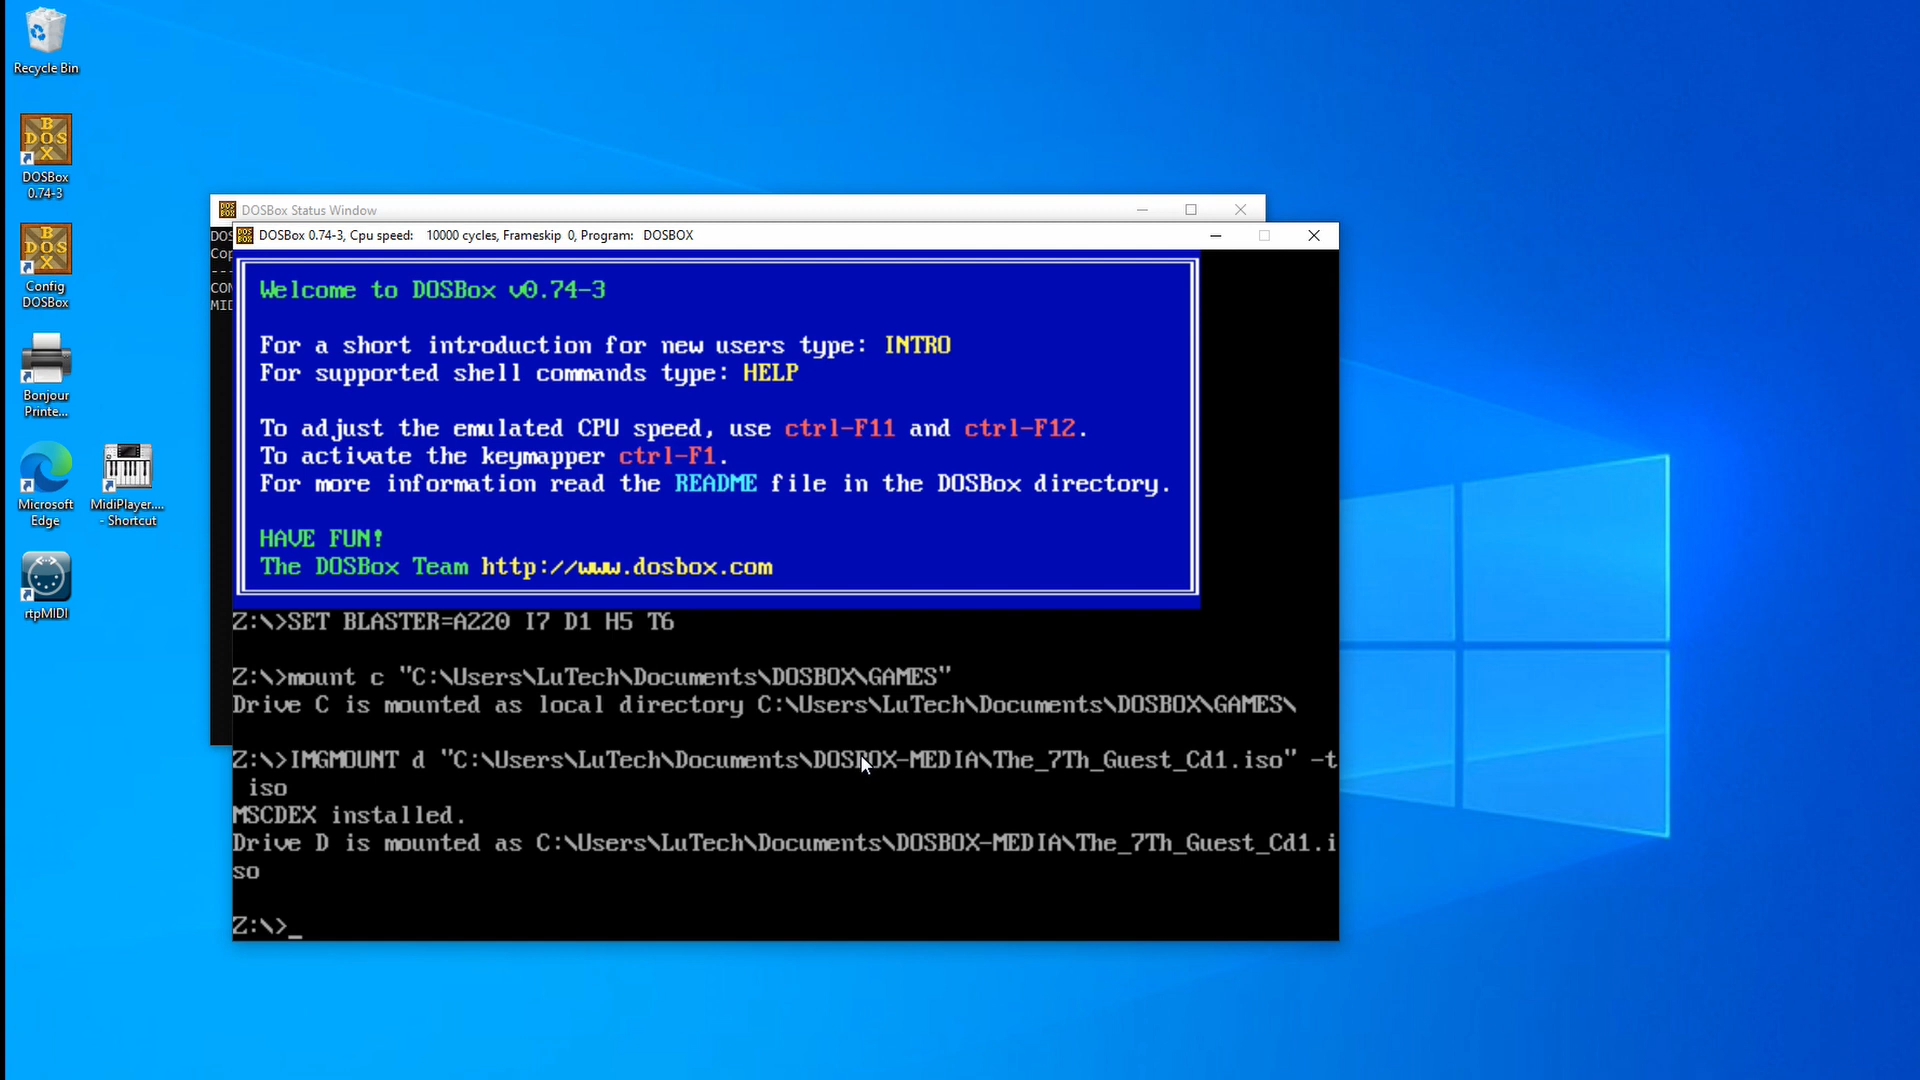 Recycle Bin
DOSBox
0.74-3
Config
DOSBox
Bonjour
Printe...
Microsoft
Edge
MidiPlayer....
- Shortcut
rtpMIDI
DOSBox Status Window
DOS
Cop
---
CON
MID
DOSBox 0.74-3, Cpu speed: 10000 cycles, Frameskip 0, Program: DOSBOX
Welcome to DOSBox v0.74-3
For a short introduction for new users type: INTRO
For supported shell commands type: HELP
To adjust the emulated CPU speed, use ctrl-F11 and ctrl-F12.
To activate the keymapper ctrl-F1.
For more information read the README file in the DOSBox directory.
HAVE FUN!
The DOSBox Team http://www.dosbox.com
Z:\>SET BLASTER=A220 I7 D1 H5 T6
Z:\>mount c "C:\Users\LuTech\Documents\DOSBOX\GAMES"
Drive C is mounted as local directory C:\Users\LuTech\Documents\DOSBOX\GAMES\
Z:\>IMGMOUNT d "C:\Users\LuTech\Documents\DOSBOX-MEDIA\The_7Th_Guest_Cd1.iso" -t
iso
MSCDEX installed.
Drive D is mounted as C:\Users\LuTech\Documents\DOSBOX-MEDIA\The_7Th_Guest_Cd1.i
so
Z:\>_